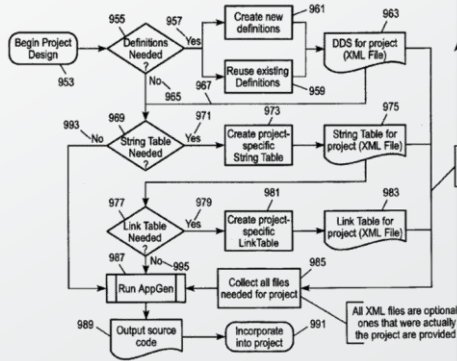 955
957
961
963
Begin Project
Design
953
Definitions
Needed
?
Yes
Create new
definitions
Reuse existing
Definitions
959
DDS for project
(XML File)
A
No
965
967
993
No
969
String Table
Needed
?
971
Yes
973
Create project-
specific
String Table
975
String Table for
project (XML File)
977
Link Table
Needed
?
979
Yes
981
Create project-
specific
LinkTable
983
Link Table for
project (XML File)
No
995
987
Run AppGen
Collect all files
needed for project
985
989
Output source
code
Incorporate
into project
991
All XML files are optional
ones that were actually
the project are provided